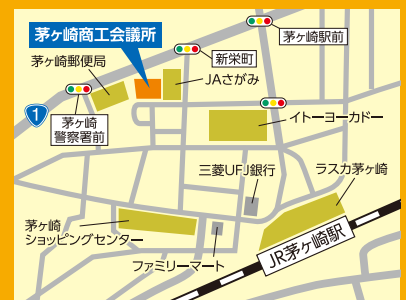 茅ヶ崎商工会議所
茅ヶ崎駅前
新栄町
茅ヶ崎郵便局
JAさがみ
1
茅ヶ崎
警察署前
イトーヨーカドー
三菱UFJ銀行
ラスカ茅ヶ崎
茅ヶ崎
ショッピングセンター
JR茅ヶ崎駅
ファミリーマート